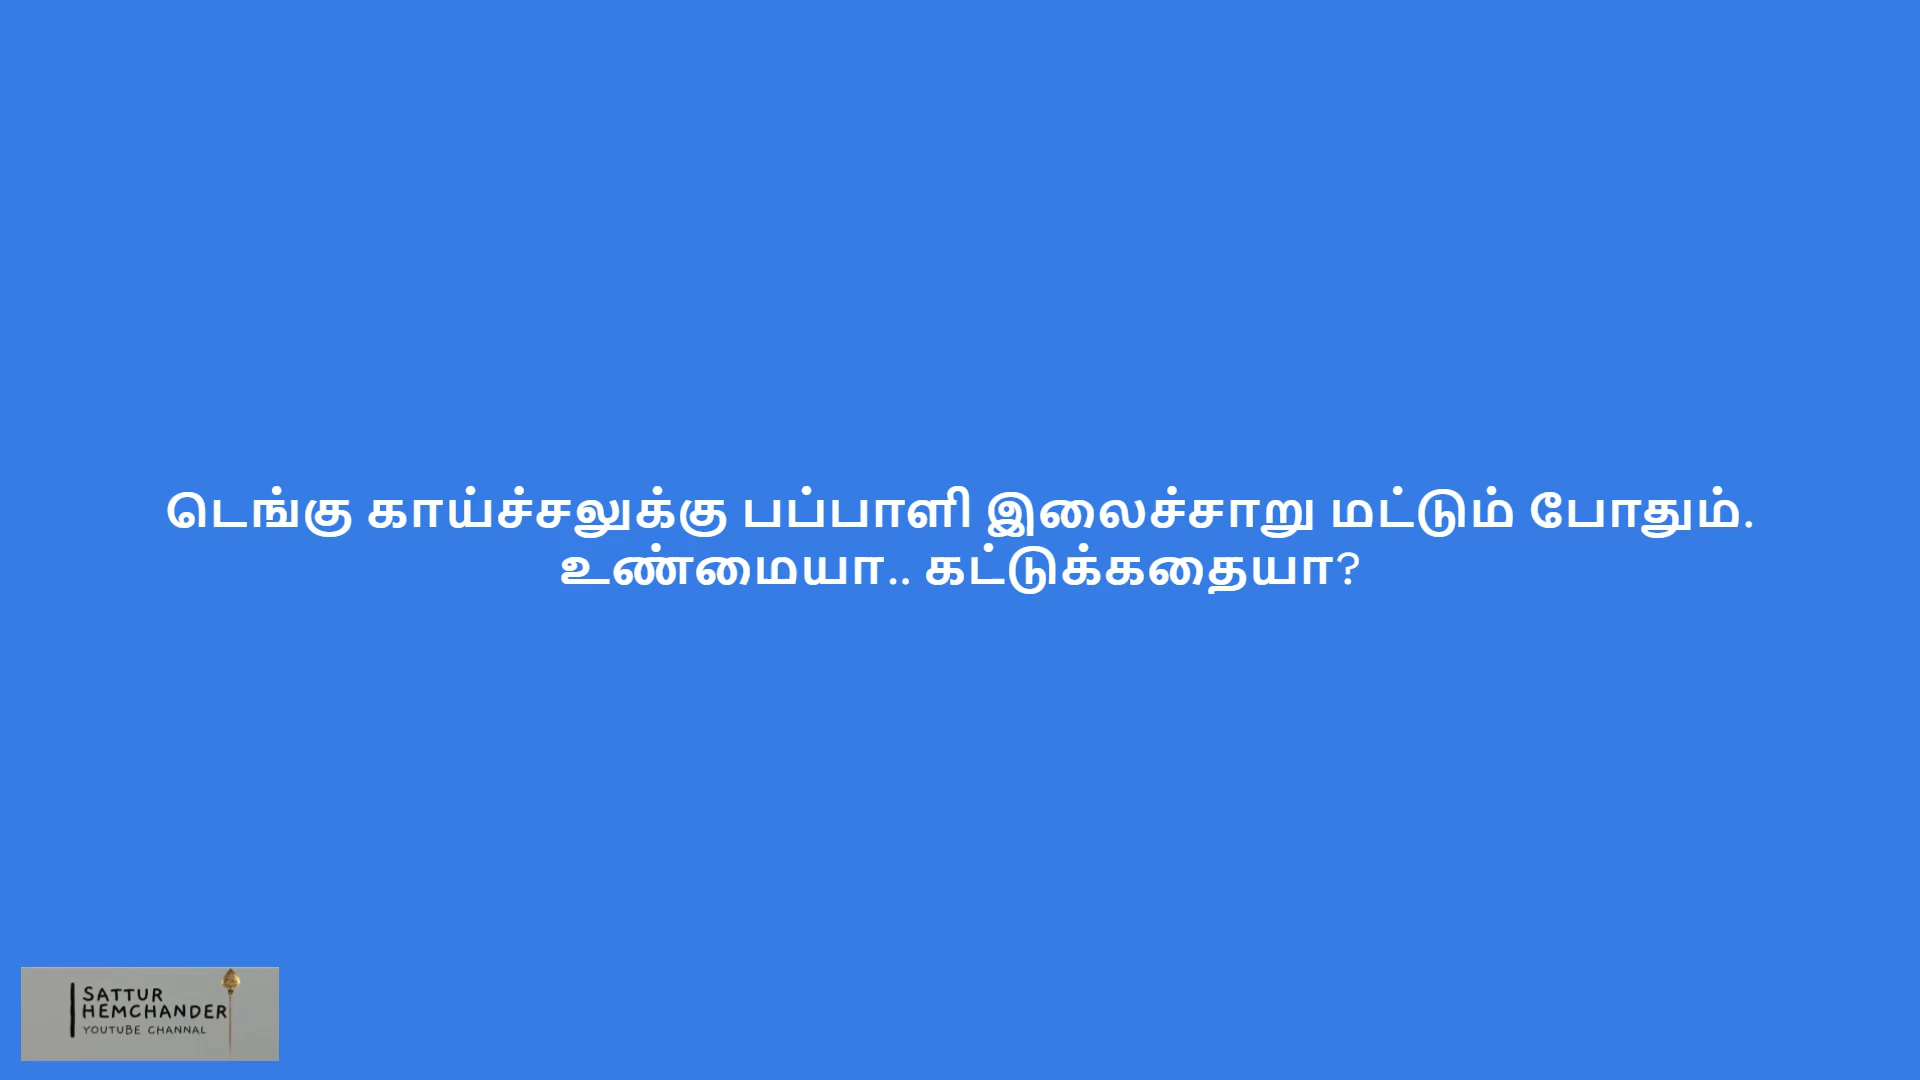 டெங்கு காய்ச்சலுக்கு பப்பாளி இலைச்சாறு மட்டும் போதும்.
உண்மையா.. கட்டுக்கதையா?
SATTUR
HEMCHANDER
YOUTUBE CHANNAL